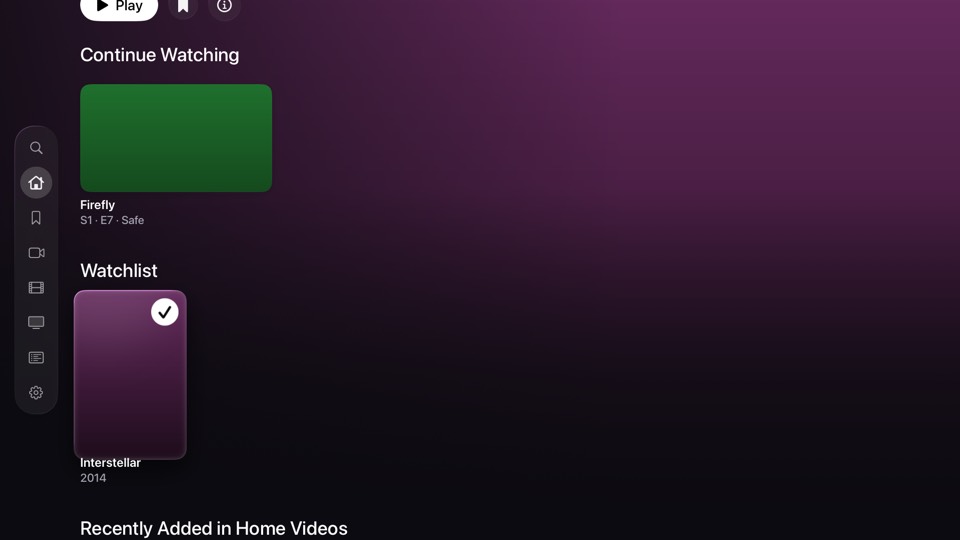 Play
Continue Watching
Firefly
S1 · E7 · Safe
Watchlist
Interstellar
2014
Recently Added in Home Videos